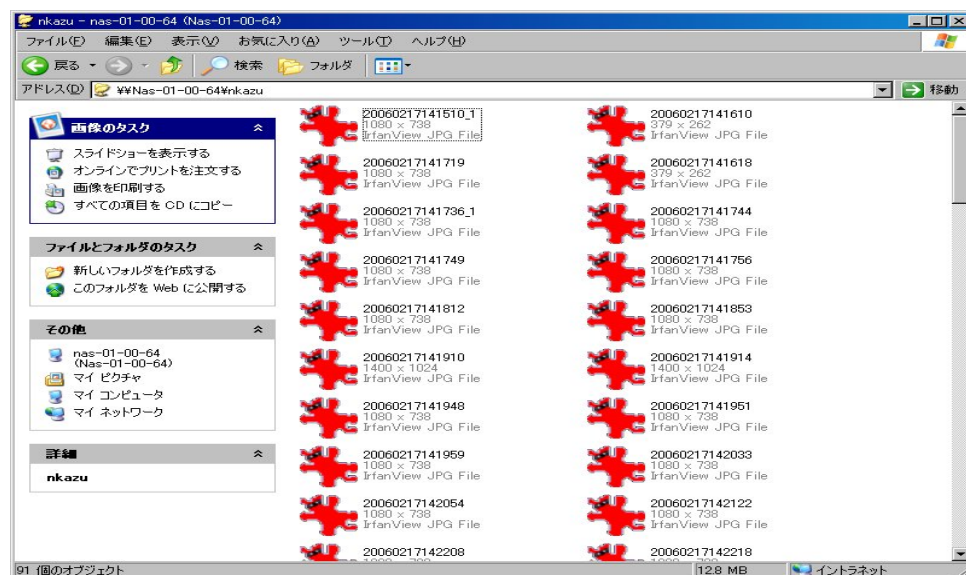 nkazu - nas-01-00-64 (Nas-01-00-64)
ファイル(F) 編集(E) 表示(V) お気に入り(A) ツール(T) ヘルプ(H)
戻る 検索 フォルダ
アドレス(D) ¥¥Nas-01-00-64¥nkazu 移動
画像のタスク
スライドショーを表示する
オンラインでプリントを注文する
画像を印刷する
すべての項目を CD にコピー
ファイルとフォルダのタスク
新しいフォルダを作成する
このフォルダを Web に公開する
その他
nas-01-00-64
(Nas-01-00-64)
マイ ピクチャ
マイ コンピュータ
マイ ネットワーク
詳細
nkazu
20060217141510_1
1080 × 738
IrfanView JPG File
20060217141610
379 × 262
IrfanView JPG File
20060217141719
1080 × 738
IrfanView JPG File
20060217141618
379 × 262
IrfanView JPG File
20060217141736_1
1080 × 738
IrfanView JPG File
20060217141744
1080 × 738
IrfanView JPG File
20060217141749
1080 × 738
IrfanView JPG File
20060217141756
1080 × 738
IrfanView JPG File
20060217141812
1080 × 738
IrfanView JPG File
20060217141853
1080 × 738
IrfanView JPG File
20060217141910
1400 × 1024
IrfanView JPG File
20060217141914
1400 × 1024
IrfanView JPG File
20060217141948
1080 × 738
IrfanView JPG File
20060217141951
1080 × 738
IrfanView JPG File
20060217141959
1080 × 738
IrfanView JPG File
20060217142033
1080 × 738
IrfanView JPG File
20060217142054
1080 × 738
IrfanView JPG File
20060217142122
1080 × 738
IrfanView JPG File
20060217142208
20060217142218
91 個のオブジェクト 12.8 MB イントラネット